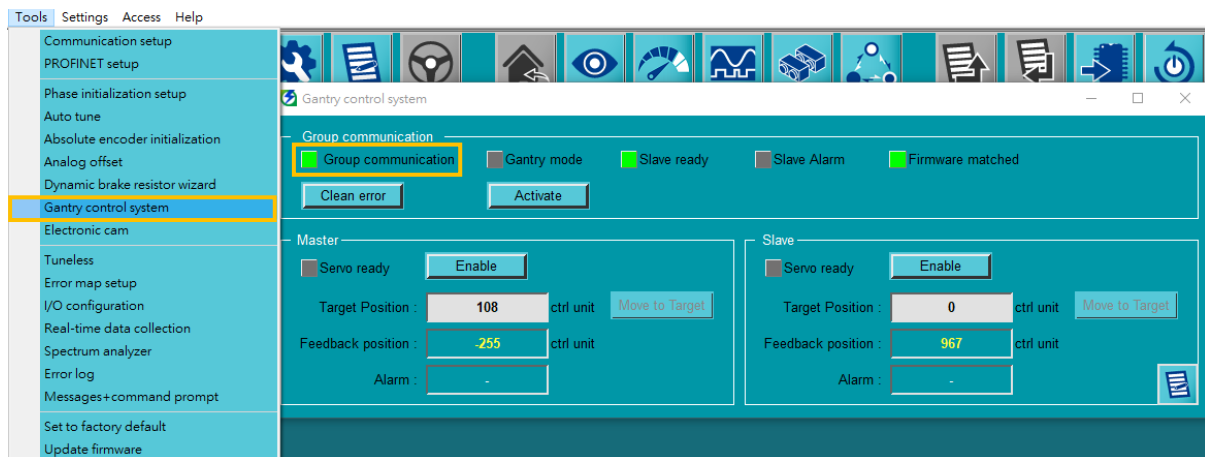 Tools Settings Access Help
Communication setup
PROFINET setup
Phase initialization setup
Auto tune
Absolute encoder initialization
Analog offset
Dynamic brake resistor wizard
Gantry control system
Electronic cam
Tuneless
Error map setup
I/O configuration
Real-time data collection
Spectrum analyzer
Error log
Messages+command prompt
Set to factory default
Update firmware
Gantry control system
Group communication
Group communication Gantry mode Slave ready Slave Alarm Firmware matched
Clean error Activate
Master
Servo ready Enable
Target Position : 108 ctrl unit Move to Target
Feedback position : -255 ctrl unit
Alarm : -
Slave
Servo ready Enable
Target Position : 0 ctrl unit Move to Target
Feedback position : 967 ctrl unit
Alarm : -